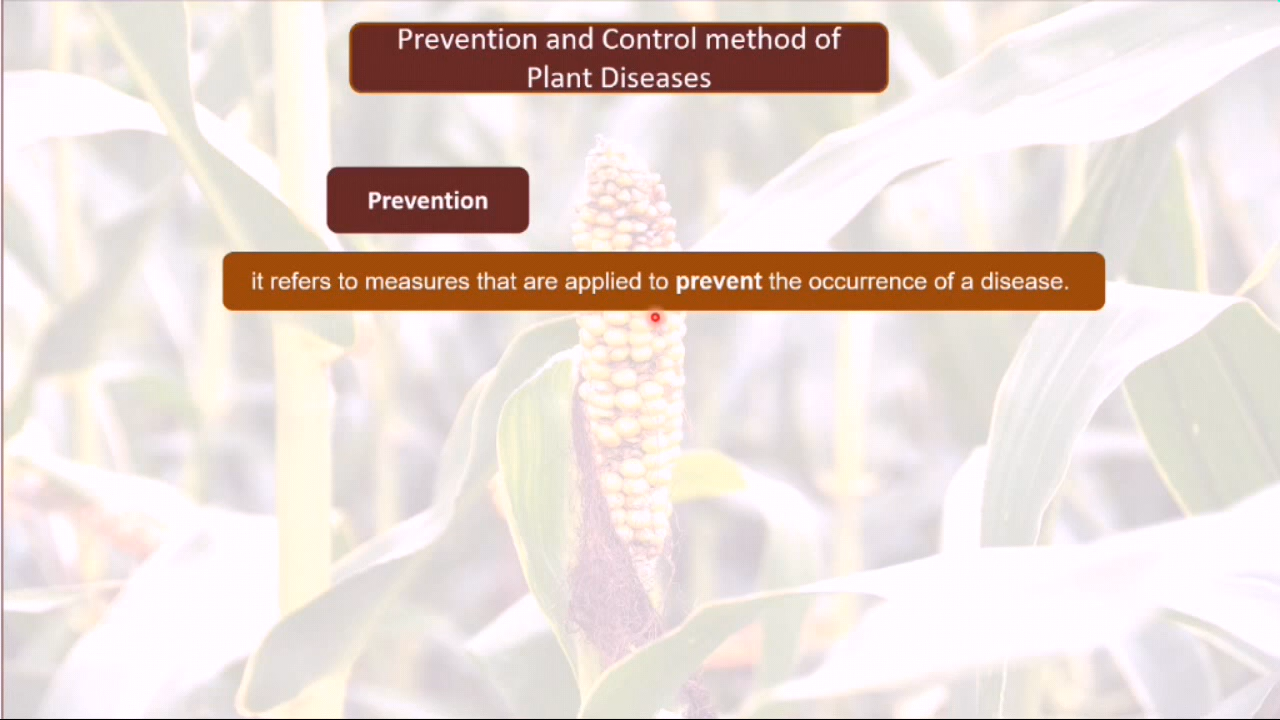 Prevention and Control method of
Plant Diseases
Prevention
it refers to measures that are applied to prevent the occurrence of a disease.